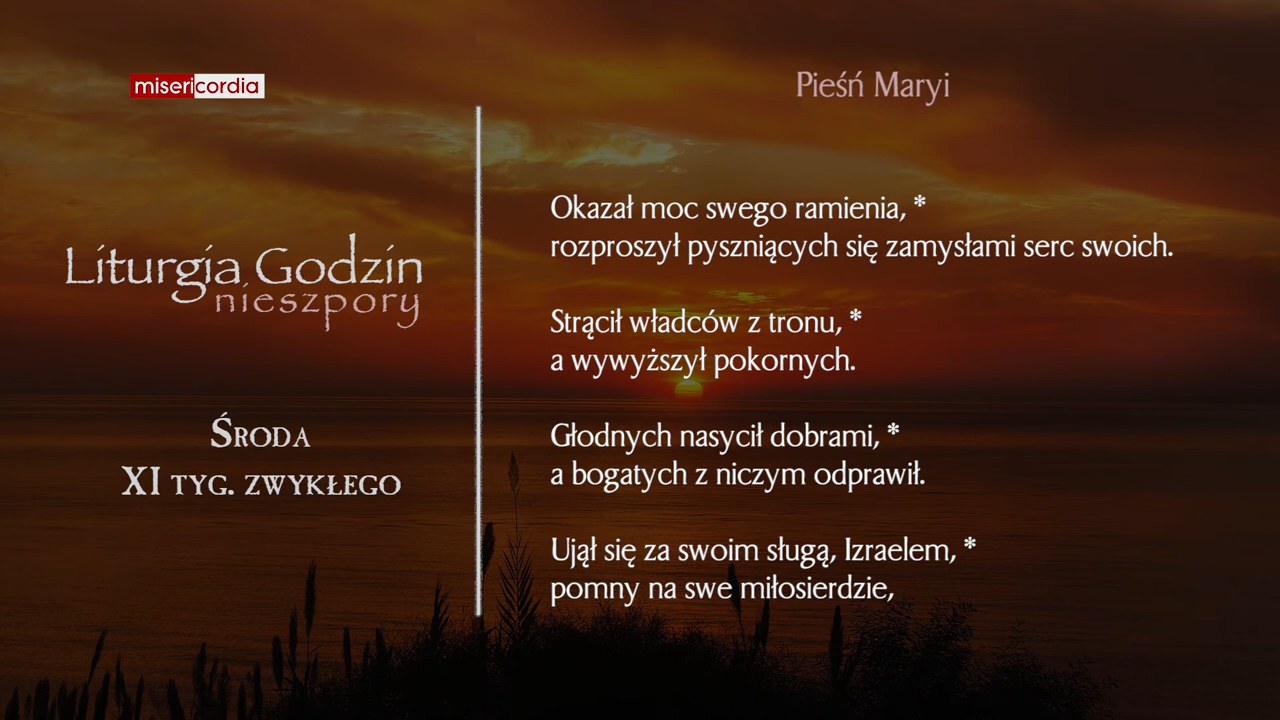 misericordia
Liturgia Godzin
nieszpory
Środa
XI tyg. zwykłego
Pieśń Maryi
Okazał moc swego ramienia, *
rozproszył pyszniących się zamysłami serc swoich.
Strącił władców z tronu, *
a wywyższył pokornych.
Głodnych nasycił dobrami, *
a bogatych z niczym odprawił.
Ujął się za swoim sługą, Izraelem, *
pomny na swe miłosierdzie,